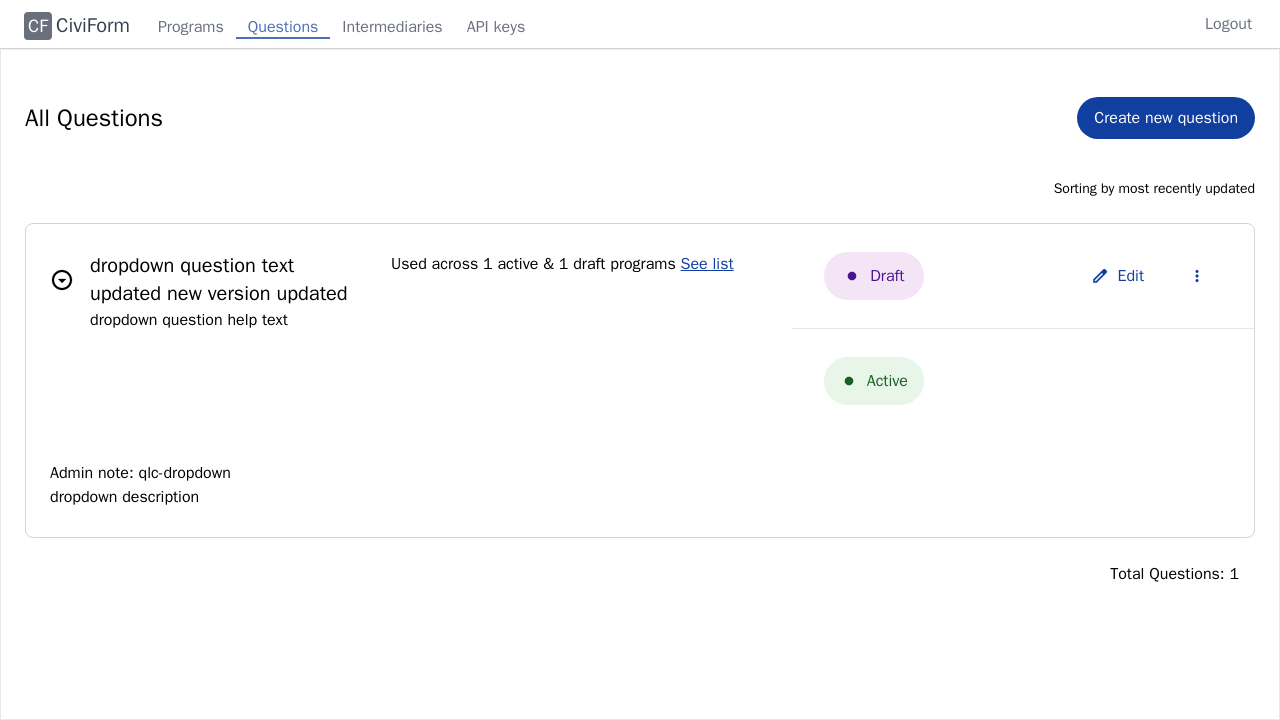 CF CiviForm Programs Questions Intermediaries API keys Logout
All Questions
Create new question
Sorting by most recently updated
dropdown question text
updated new version updated
dropdown question help text
Used across 1 active & 1 draft programs See list
Draft
Edit
Active
Admin note: qlc-dropdown
dropdown description
Total Questions: 1